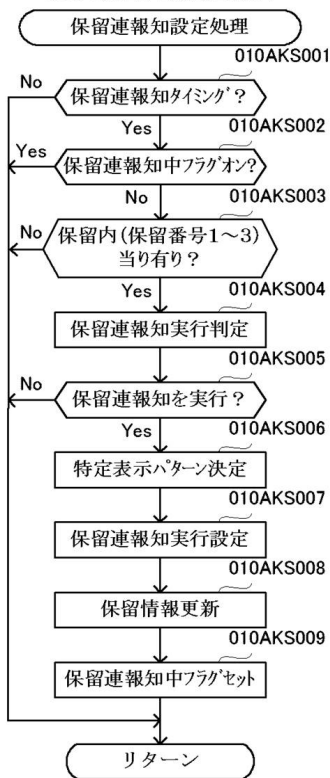 保留連報知設定処理
010AKS001
保留連報知タイミング?
No
Yes
010AKS002
保留連報知中フラグオン?
Yes
No
010AKS003
保留内(保留番号1~3)
当り有り?
No
Yes
010AKS004
保留連報知実行判定
010AKS005
保留連報知を実行?
No
Yes
010AKS006
特定表示パターン決定
010AKS007
保留連報知実行設定
010AKS008
保留情報更新
010AKS009
保留連報知中フラグセット
リターン